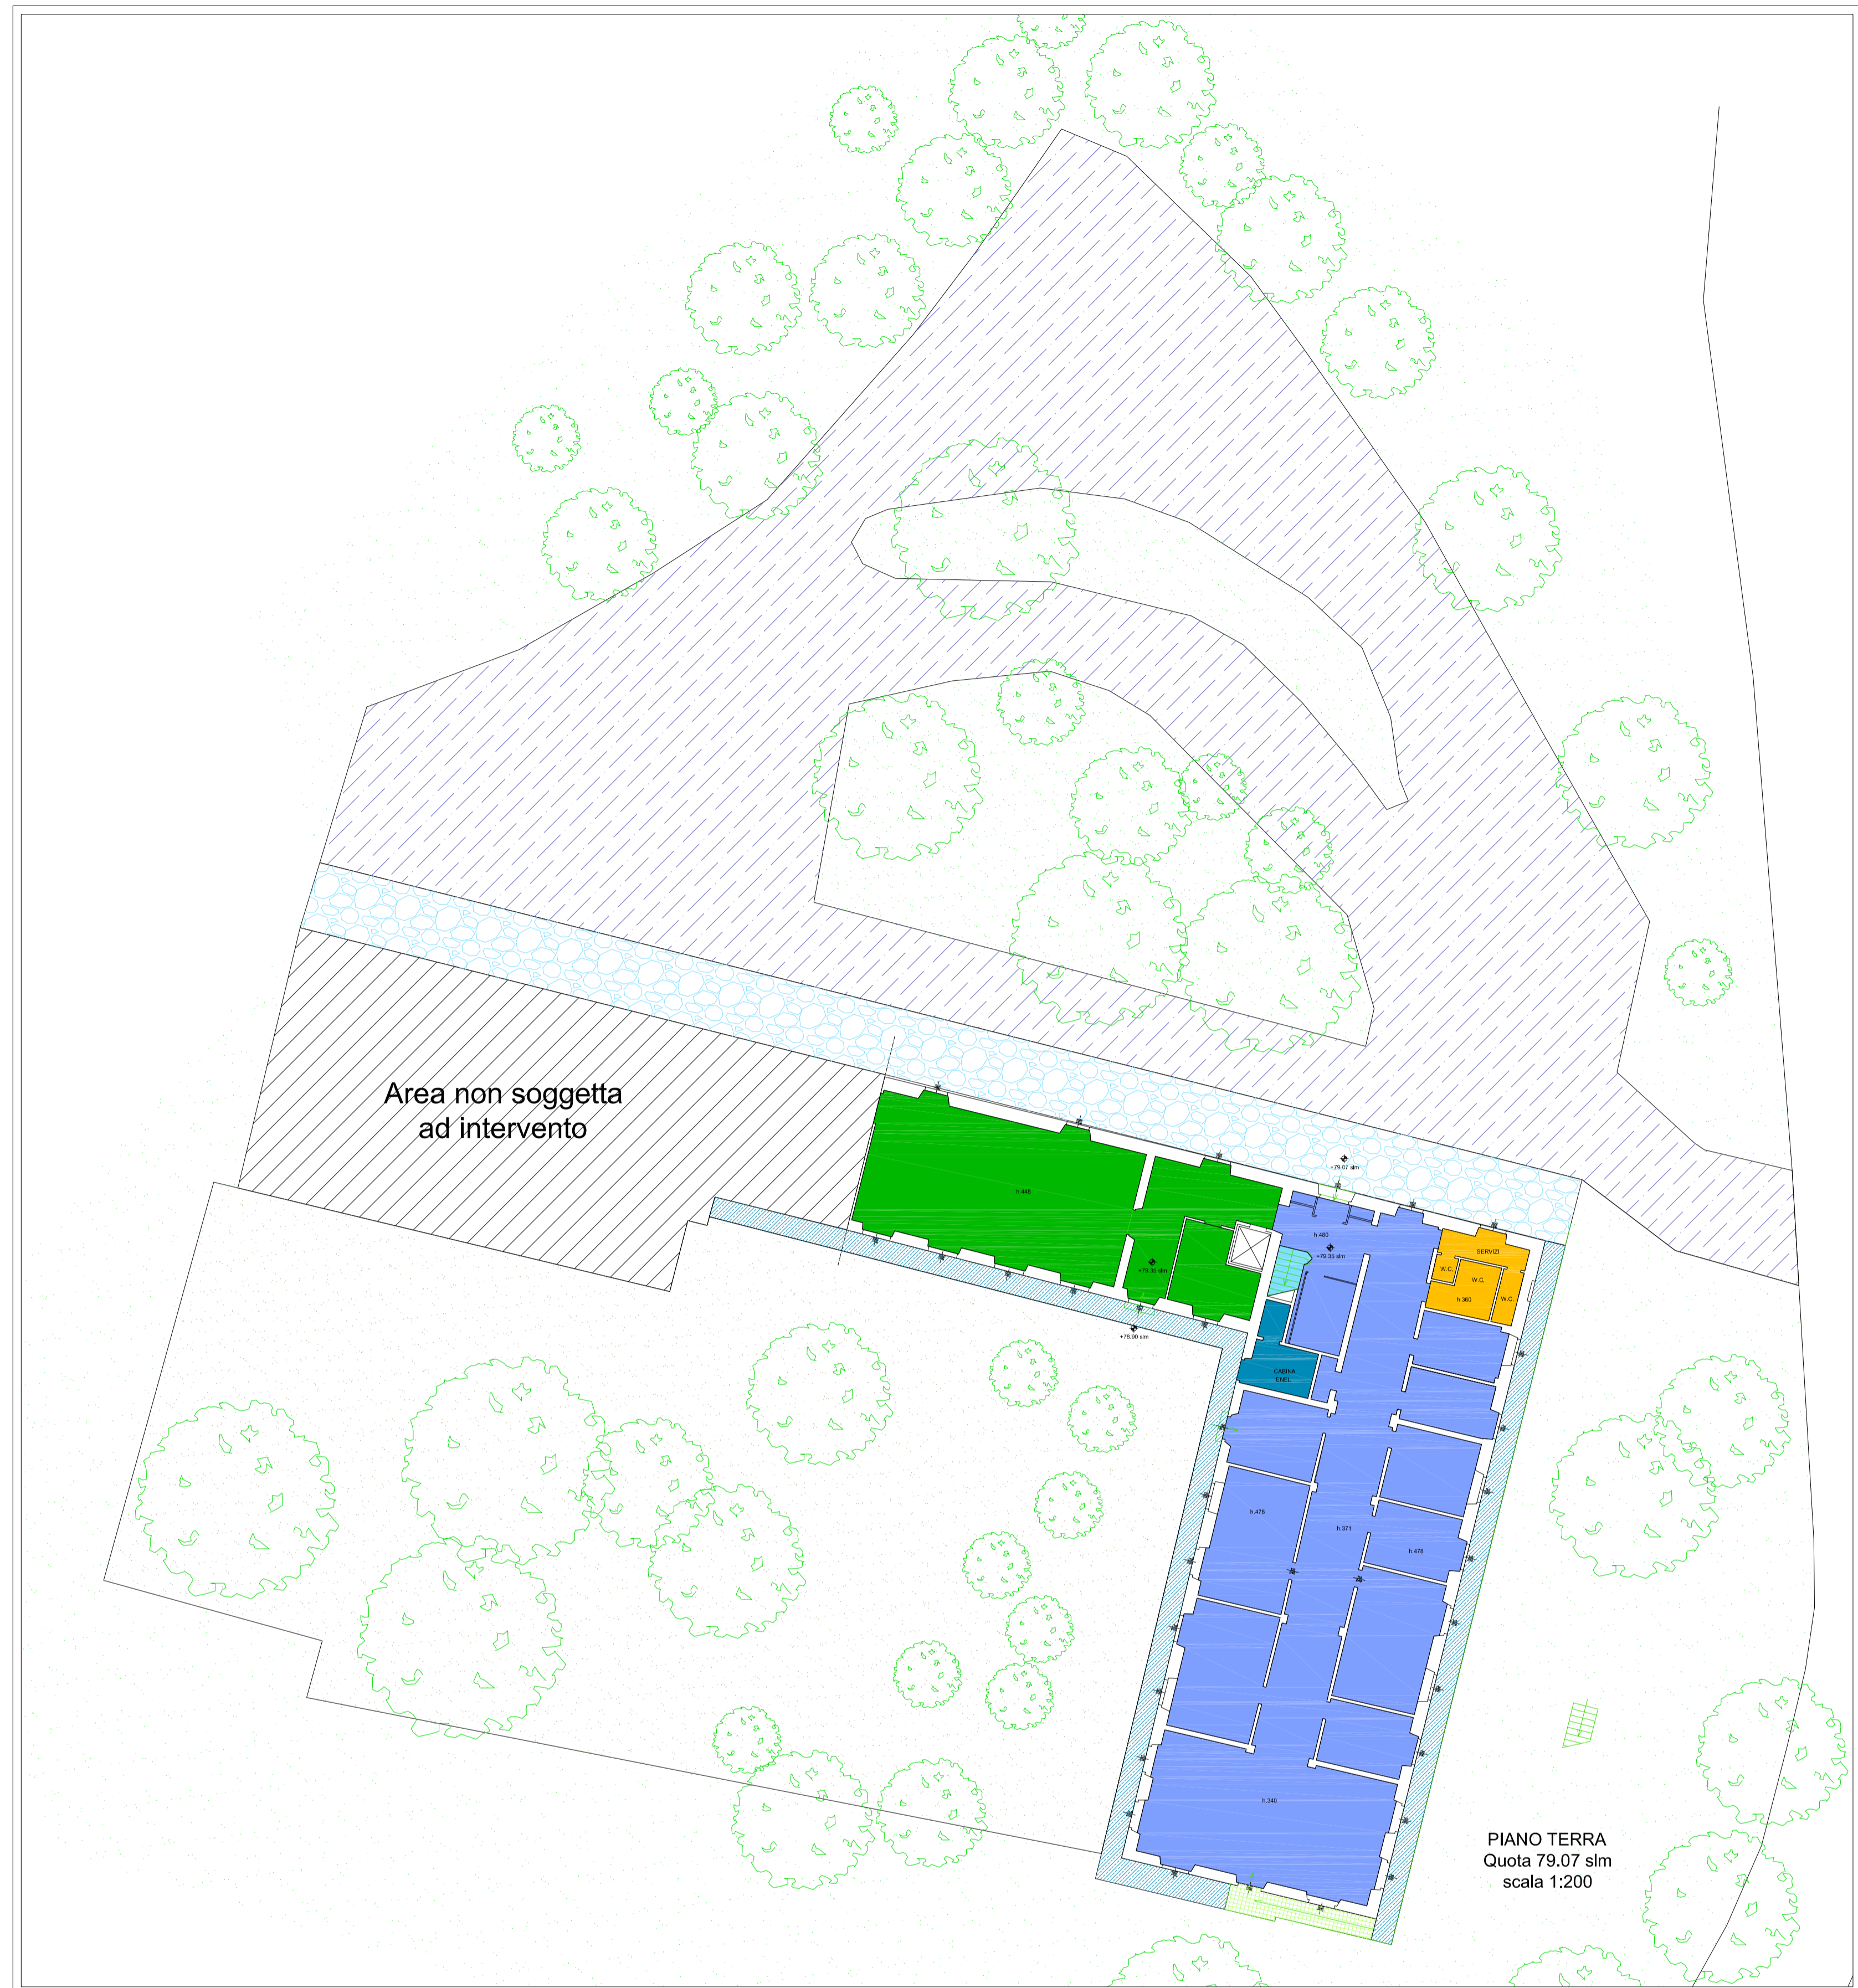 Area non soggetta
ad intervento
+79.07 slm
h.448
h.480
+79.35 slm
SERVIZI
W.C.
W.C.
W.C.
h.360
+79.35 slm
+78.90 slm
CABINA
ENEL
h.478
h.371
h.478
h.340
PIANO TERRA
Quota 79.07 slm
scala 1:200